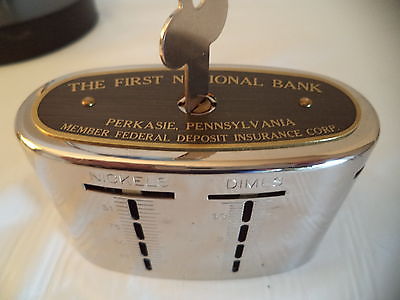 THE FIRST NATIONAL BANK
PERKASIE, PENNSYLVANIA
MEMBER FEDERAL DEPOSIT INSURANCE CORP.
NICKELS DIMES